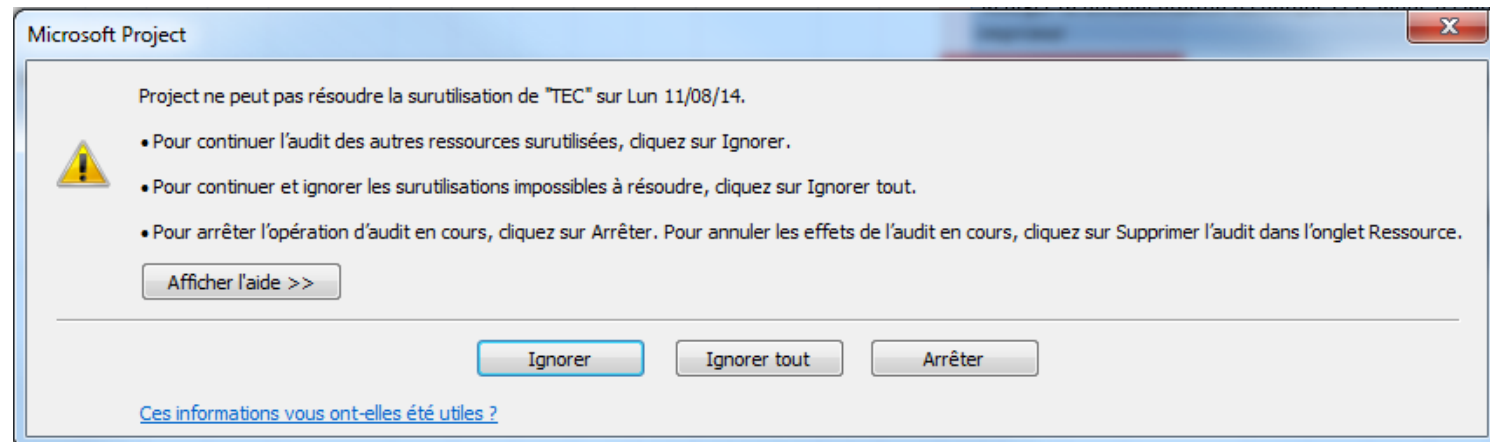 Microsoft Project
Project ne peut pas résoudre la surutilisation de "TEC" sur Lun 11/08/14.
• Pour continuer l'audit des autres ressources surutilisées, cliquez sur Ignorer.
• Pour continuer et ignorer les surutilisations impossibles à résoudre, cliquez sur Ignorer tout.
• Pour arrêter l'opération d'audit en cours, cliquez sur Arrêter. Pour annuler les effets de l'audit en cours, cliquez sur Supprimer l'audit dans l'onglet Ressource.
Afficher l'aide >>
Ignorer
Ignorer tout
Arrêter
Ces informations vous ont-elles été utiles ?